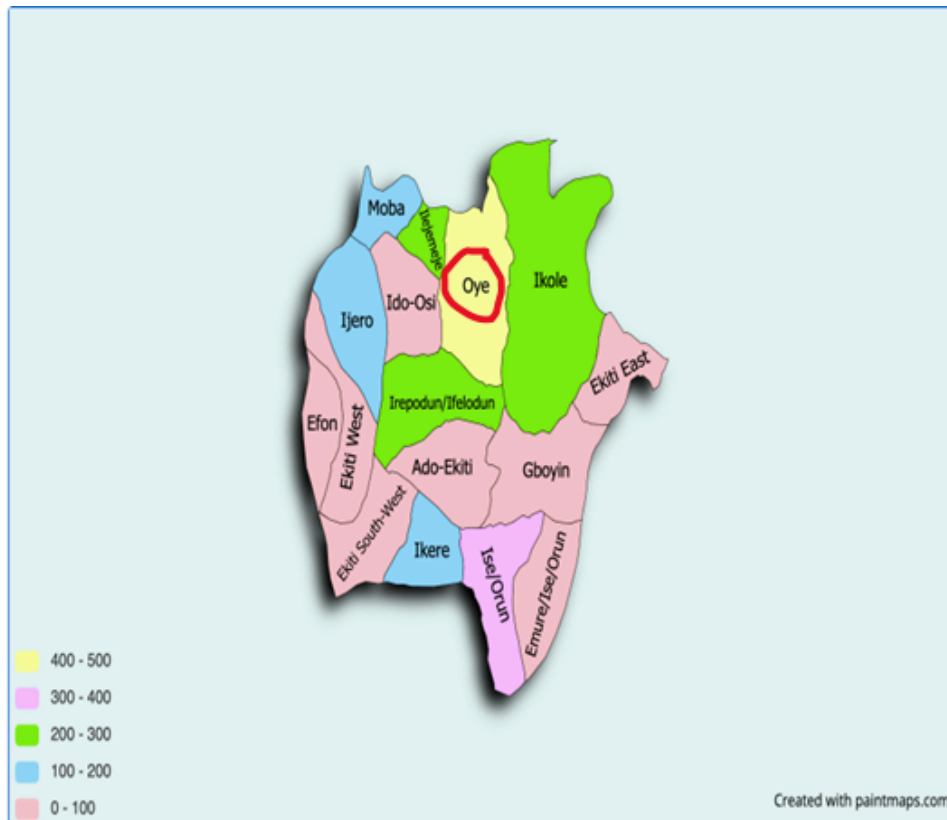 Moba
Ilejemeje
Oye
Ikole
Ido-Osi
Ijero
Ekiti East
Irepodun/Ifelodun
Efon
Ekiti West
Ado-Ekiti
Gboyin
Ekiti South-West
Ikere
Ise/Orun
Emure/Ise/Orun
400 - 500
300 - 400
200 - 300
100 - 200
0 - 100
Created with paintmaps.com